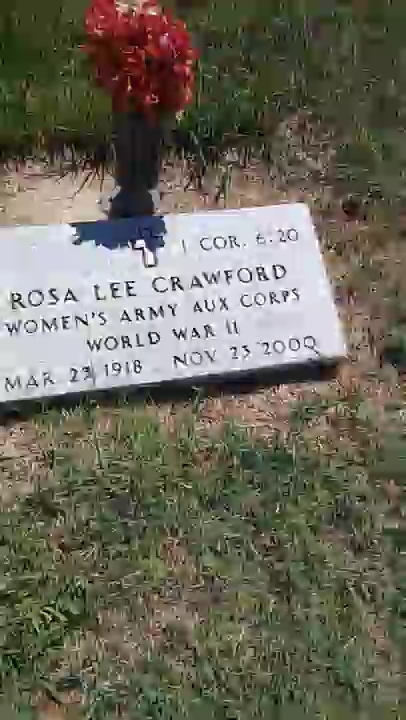 1 COR. 6:20
ROSA LEE CRAWFORD
WOMEN'S ARMY AUX CORPS
WORLD WAR II
MAR 23 1918 NOV 23 2000